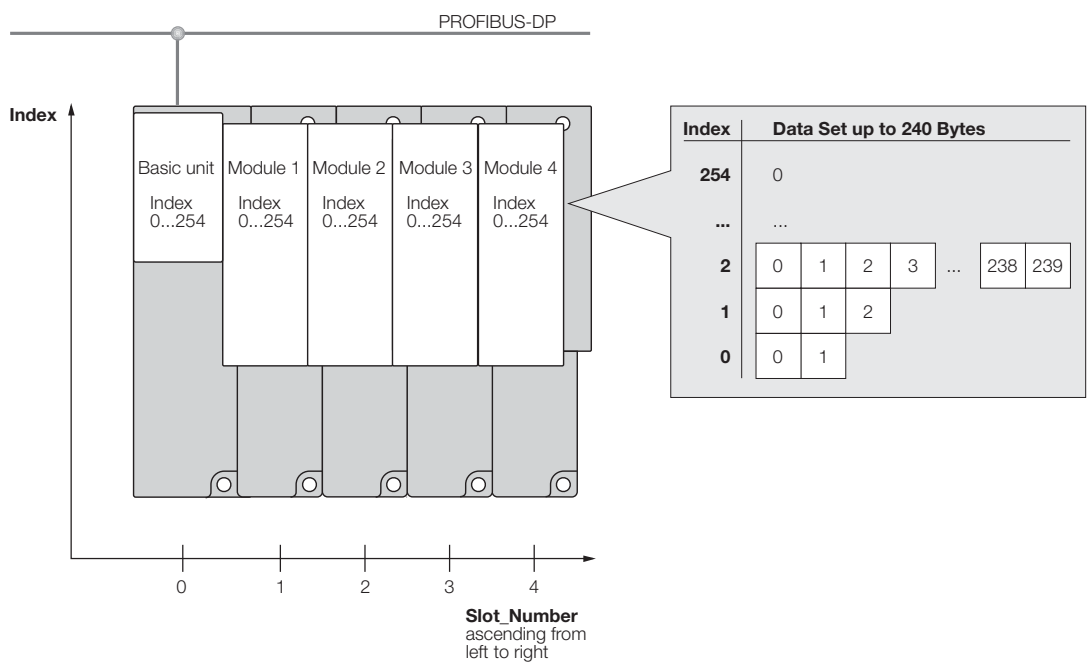 PROFIBUS-DP
Index
Basic unit
Index
0...254
Module 1
Index
0...254
Module 2
Index
0...254
Module 3
Index
0...254
Module 4
Index
0...254
Index Data Set up to 240 Bytes
254 0
... ...
2 0 1 2 3 ... 238 239
1 0 1 2
0 0 1
0 1 2 3 4
Slot_Number
ascending from
left to right